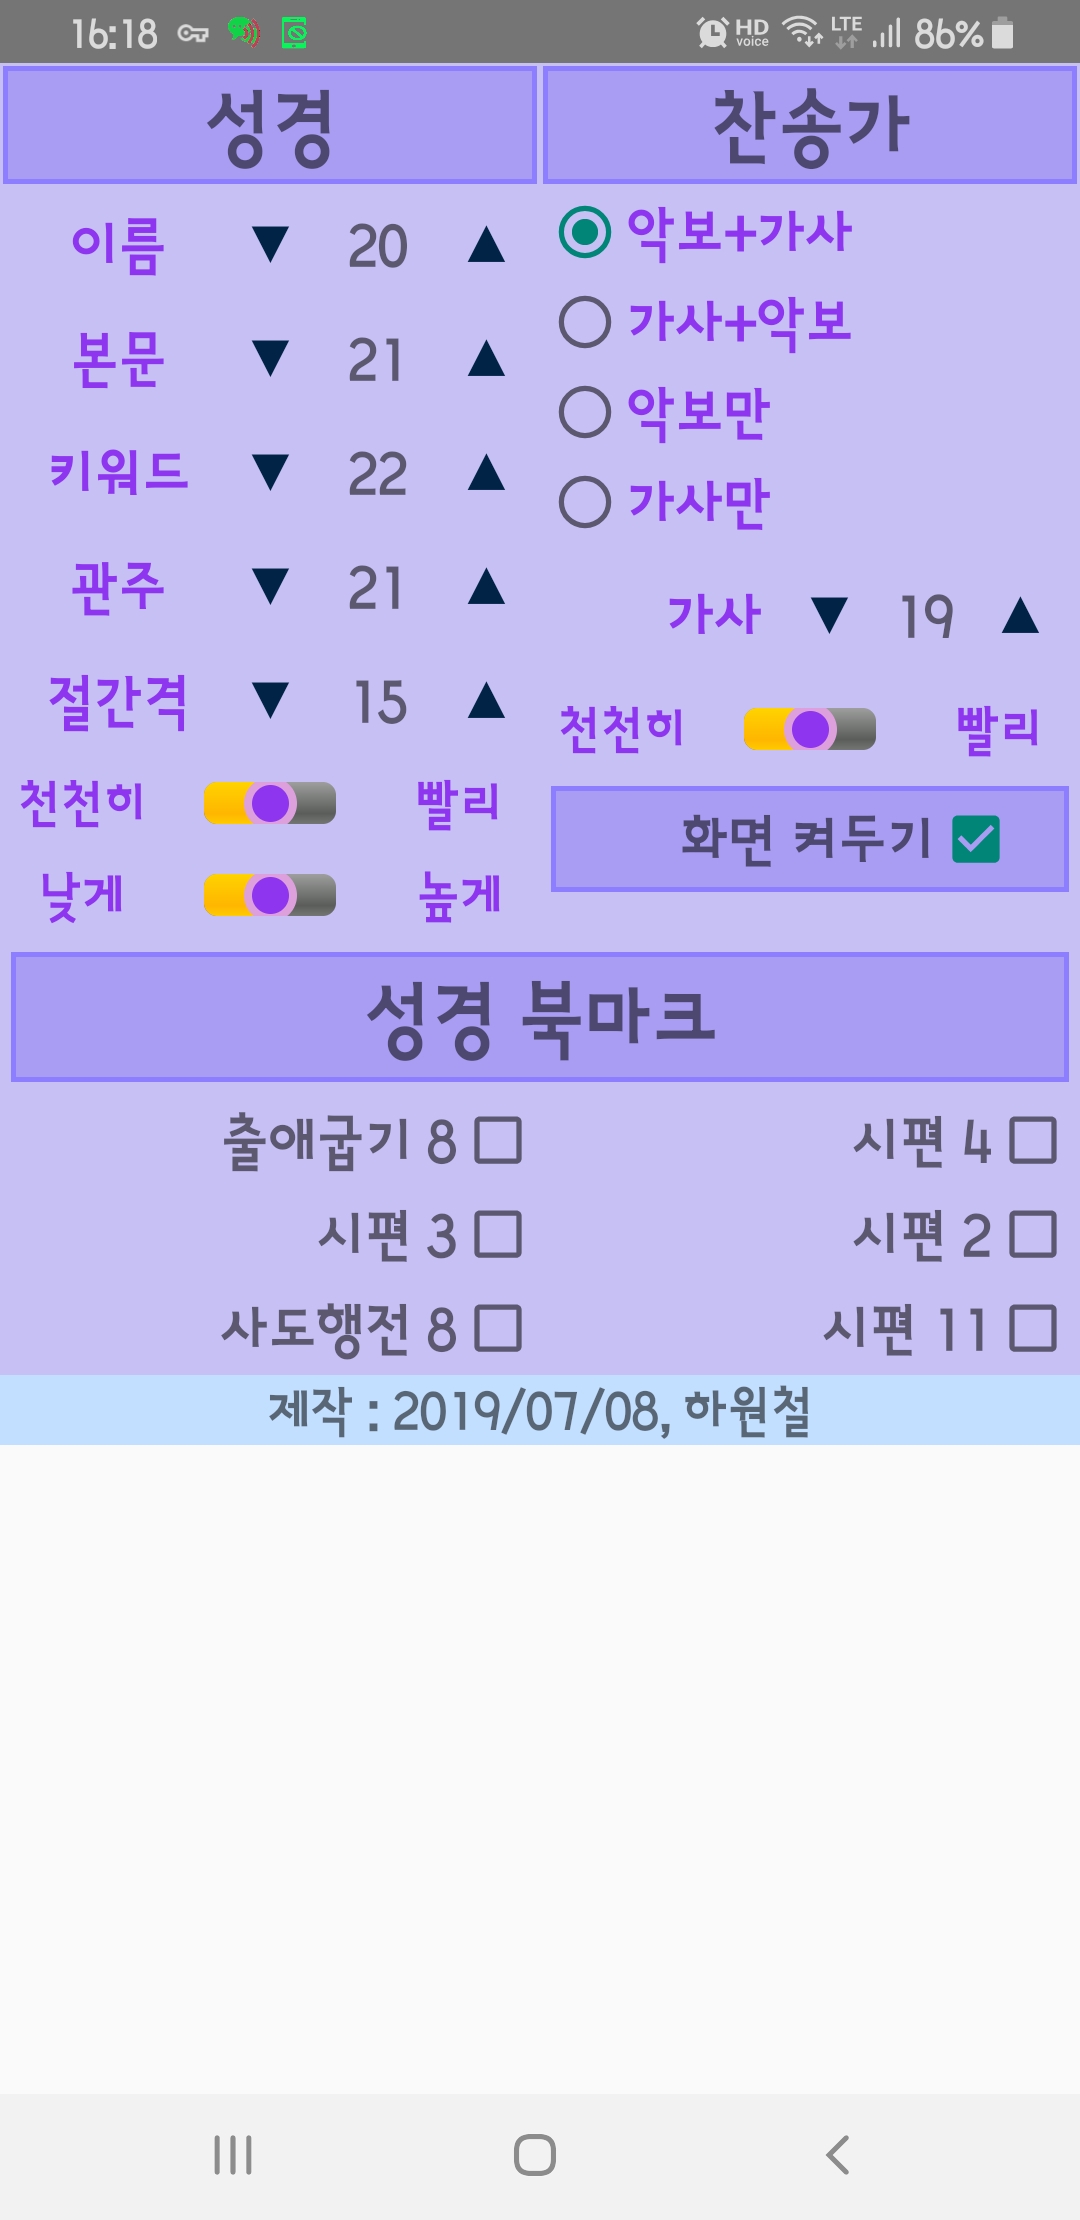 16:18 HD voice LTE 86%
성경 찬송가
이름 ▼ 20 ▲
본문 ▼ 21 ▲
키워드 ▼ 22 ▲
관주 ▼ 21 ▲
절간격 ▼ 15 ▲
천천히 빨리
낮게 높게
악보+가사
가사+악보
악보만
가사만
가사 ▼ 19 ▲
천천히 빨리
화면 켜두기
성경 북마크
출애굽기 8 시편 4
시편 3 시편 2
사도행전 8 시편 11
제작 : 2019/07/08, 하원철